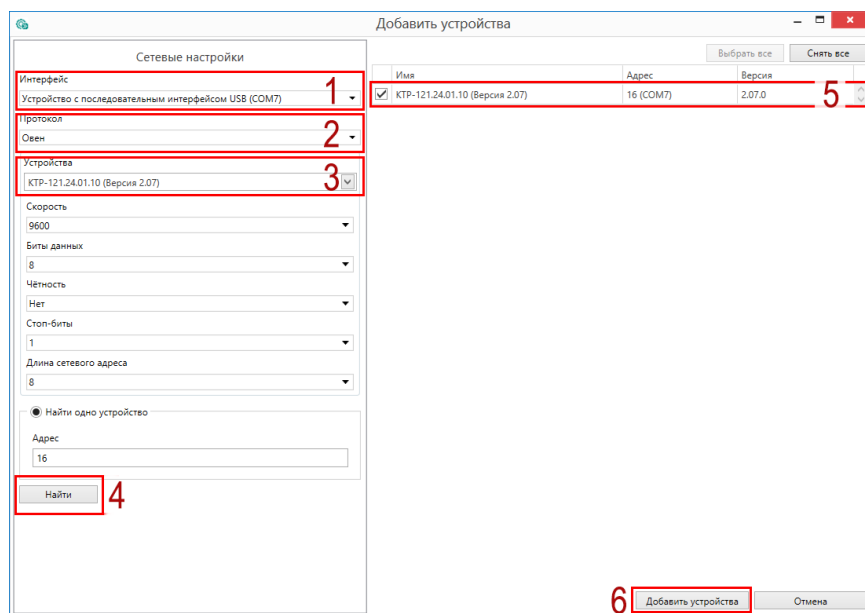 Добавить устройства
Сетевые настройки
Интерфейс
Устройство с последовательным интерфейсом USB (COM7)
1
Протокол
Овен
2
Устройства
КТР-121.24.01.10 (Версия 2.07)
3
Скорость
9600
Биты данных
8
Чётность
Нет
Стоп-биты
1
Длина сетевого адреса
8
Найти одно устройство
Адрес
16
Найти
4
Выбрать все Снять все
Имя Адрес Версия
КТР-121.24.01.10 (Версия 2.07) 16 (COM7) 2.07.0
5
6
Добавить устройства Отмена